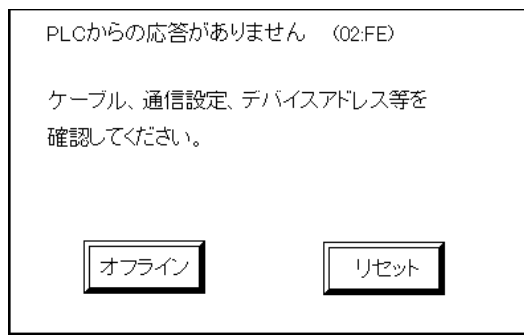 PLCからの応答がありません （02:FE）
ケーブル、通信設定、デバイスアドレス等を
確認してください。
オフライン
リセット